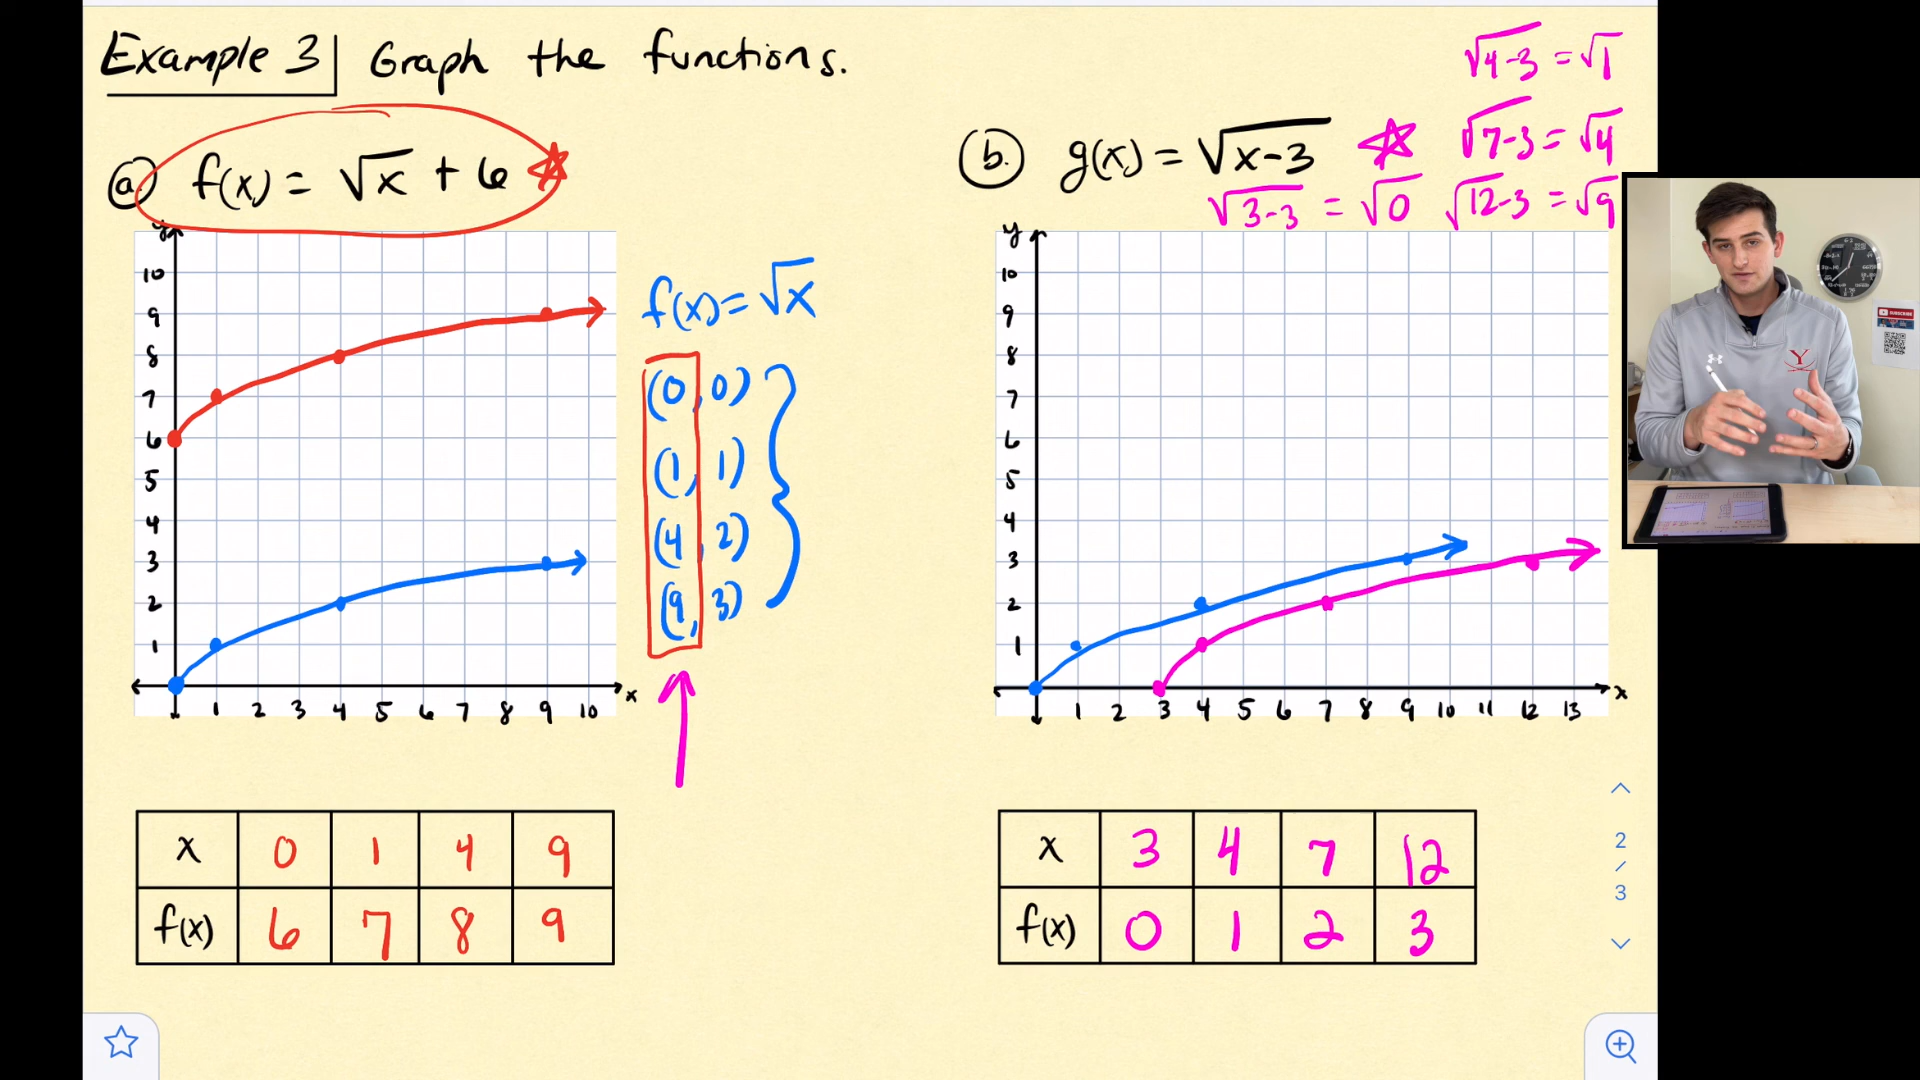 Example 3 Graph the functions.
a. f(x) = √x + 6
b. g(x) = √x-3
√4-3 = √1
√7-3 = √4
√3-3 = √0 √12-3 = √9
y
10
9
8
7
6
5
4
3
2
1
1 2 3 4 5 6 7 8 9 10 x
f(x) = √x
(0, 0)
(1, 1)
(4, 2)
(9, 3)
y
10
9
8
7
6
5
4
3
2
1
1 2 3 4 5 6 7 8 9 10 11 12 13 x
x 0 1 4 9
f(x) 6 7 8 9
x 3 4 7 12
f(x) 0 1 2 3
2
/
3
Y
SUBSCRIBE